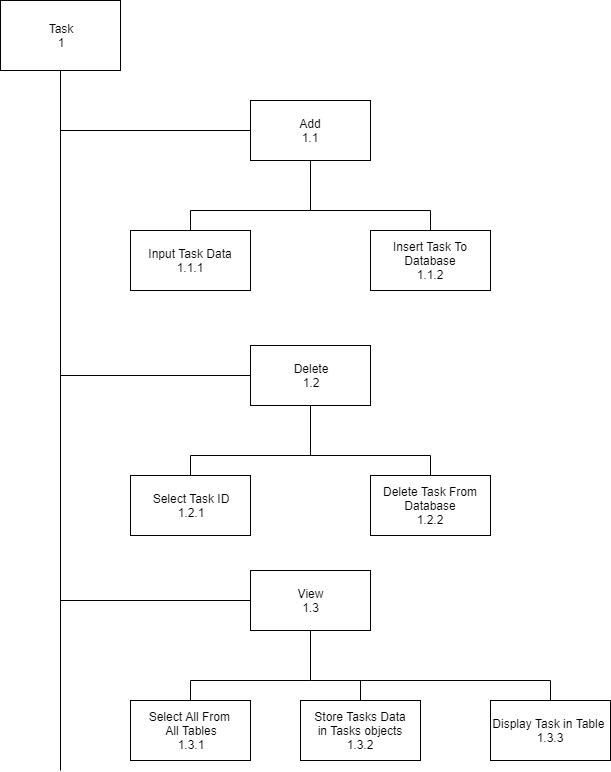 Task
1
Add
1.1
Input Task Data
1.1.1
Insert Task To
Database
1.1.2
Delete
1.2
Select Task ID
1.2.1
Delete Task From
Database
1.2.2
View
1.3
Select All From
All Tables
1.3.1
Store Tasks Data
in Tasks objects
1.3.2
Display Task in Table
1.3.3